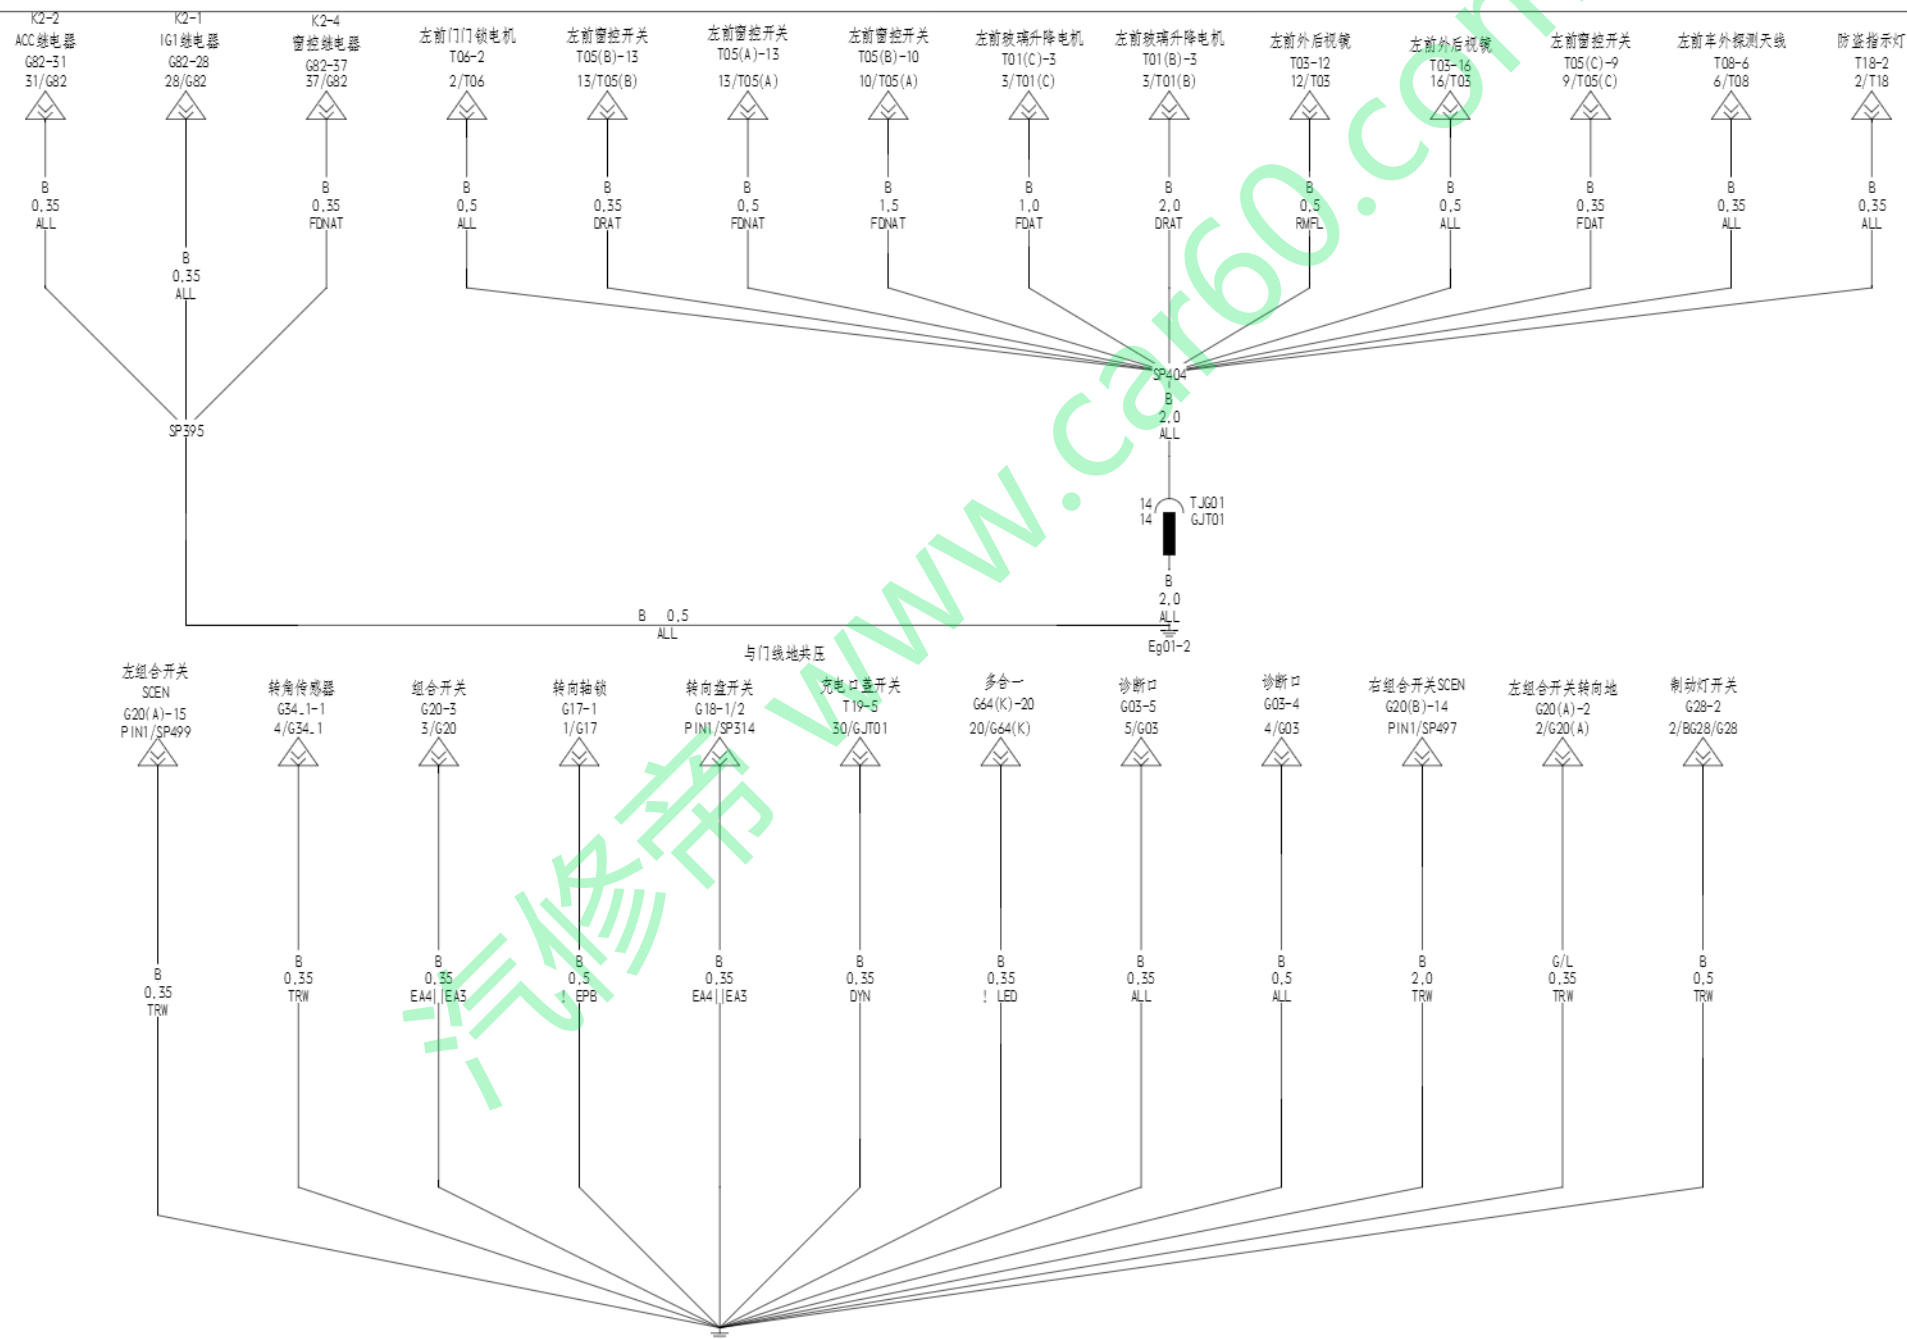 K2-2
ACC继电器
G82-31
31/G82
B
0.35
ALL
K2-1
IG1继电器
G82-28
28/G82
B
0.35
ALL
K2-4
窗控继电器
G82-37
37/G82
B
0.35
FDNAT
左前门门锁电机
T06-2
2/T06
B
0.5
ALL
左前窗控开关
T05(B)-13
13/T05(B)
B
0.35
DRAT
左前窗控开关
T05(A)-13
13/T05(A)
B
0.5
FDNAT
左前窗控开关
T05(B)-10
10/T05(A)
B
1.5
FDNAT
左前玻璃升降电机
T01(C)-3
3/T01(C)
B
1.0
FDAT
左前玻璃升降电机
T01(B)-3
3/T01(B)
B
2.0
DRAT
左前外后视镜
T03-12
12/T03
B
0.5
RMFL
左前外后视镜
T03-16
16/T03
B
0.5
ALL
左前窗控开关
T05(C)-9
9/T05(C)
B
0.35
FDAT
左前车外探测天线
T08-6
6/T08
B
0.35
ALL
防盗指示灯
T18-2
2/T18
B
0.35
ALL
SP395
SP404
B
2.0
ALL
14 TJG01
14 GJT01
B
2.0
ALL
B 0.5
ALL
Eg01-2
与门线地共压
左组合开关
SCEN
G20(A)-15
PIN1/SP499
B
0.35
TRW
转角传感器
G34.1-1
4/G34.1
B
0.35
TRW
组合开关
G20-3
3/G20
B
0.35
EA4||EA3
转向轴锁
G17-1
1/G17
B
0.5
! EPB
转向盘开关
G18-1/2
PIN1/SP314
B
0.35
EA4||EA3
充电口盖开关
T19-5
30/GJT01
B
0.35
DYN
多合一
G64(K)-20
20/G64(K)
B
0.35
! LED
诊断口
G03-5
5/G03
B
0.35
ALL
诊断口
G03-4
4/G03
B
0.5
ALL
右组合开关SCEN
G20(B)-14
PIN1/SP497
B
2.0
TRW
左组合开关转向地
G20(A)-2
2/G20(A)
G/L
0.35
TRW
制动灯开关
G28-2
2/BG28/G28
B
0.5
TRW
汽修帝 www.car60.com